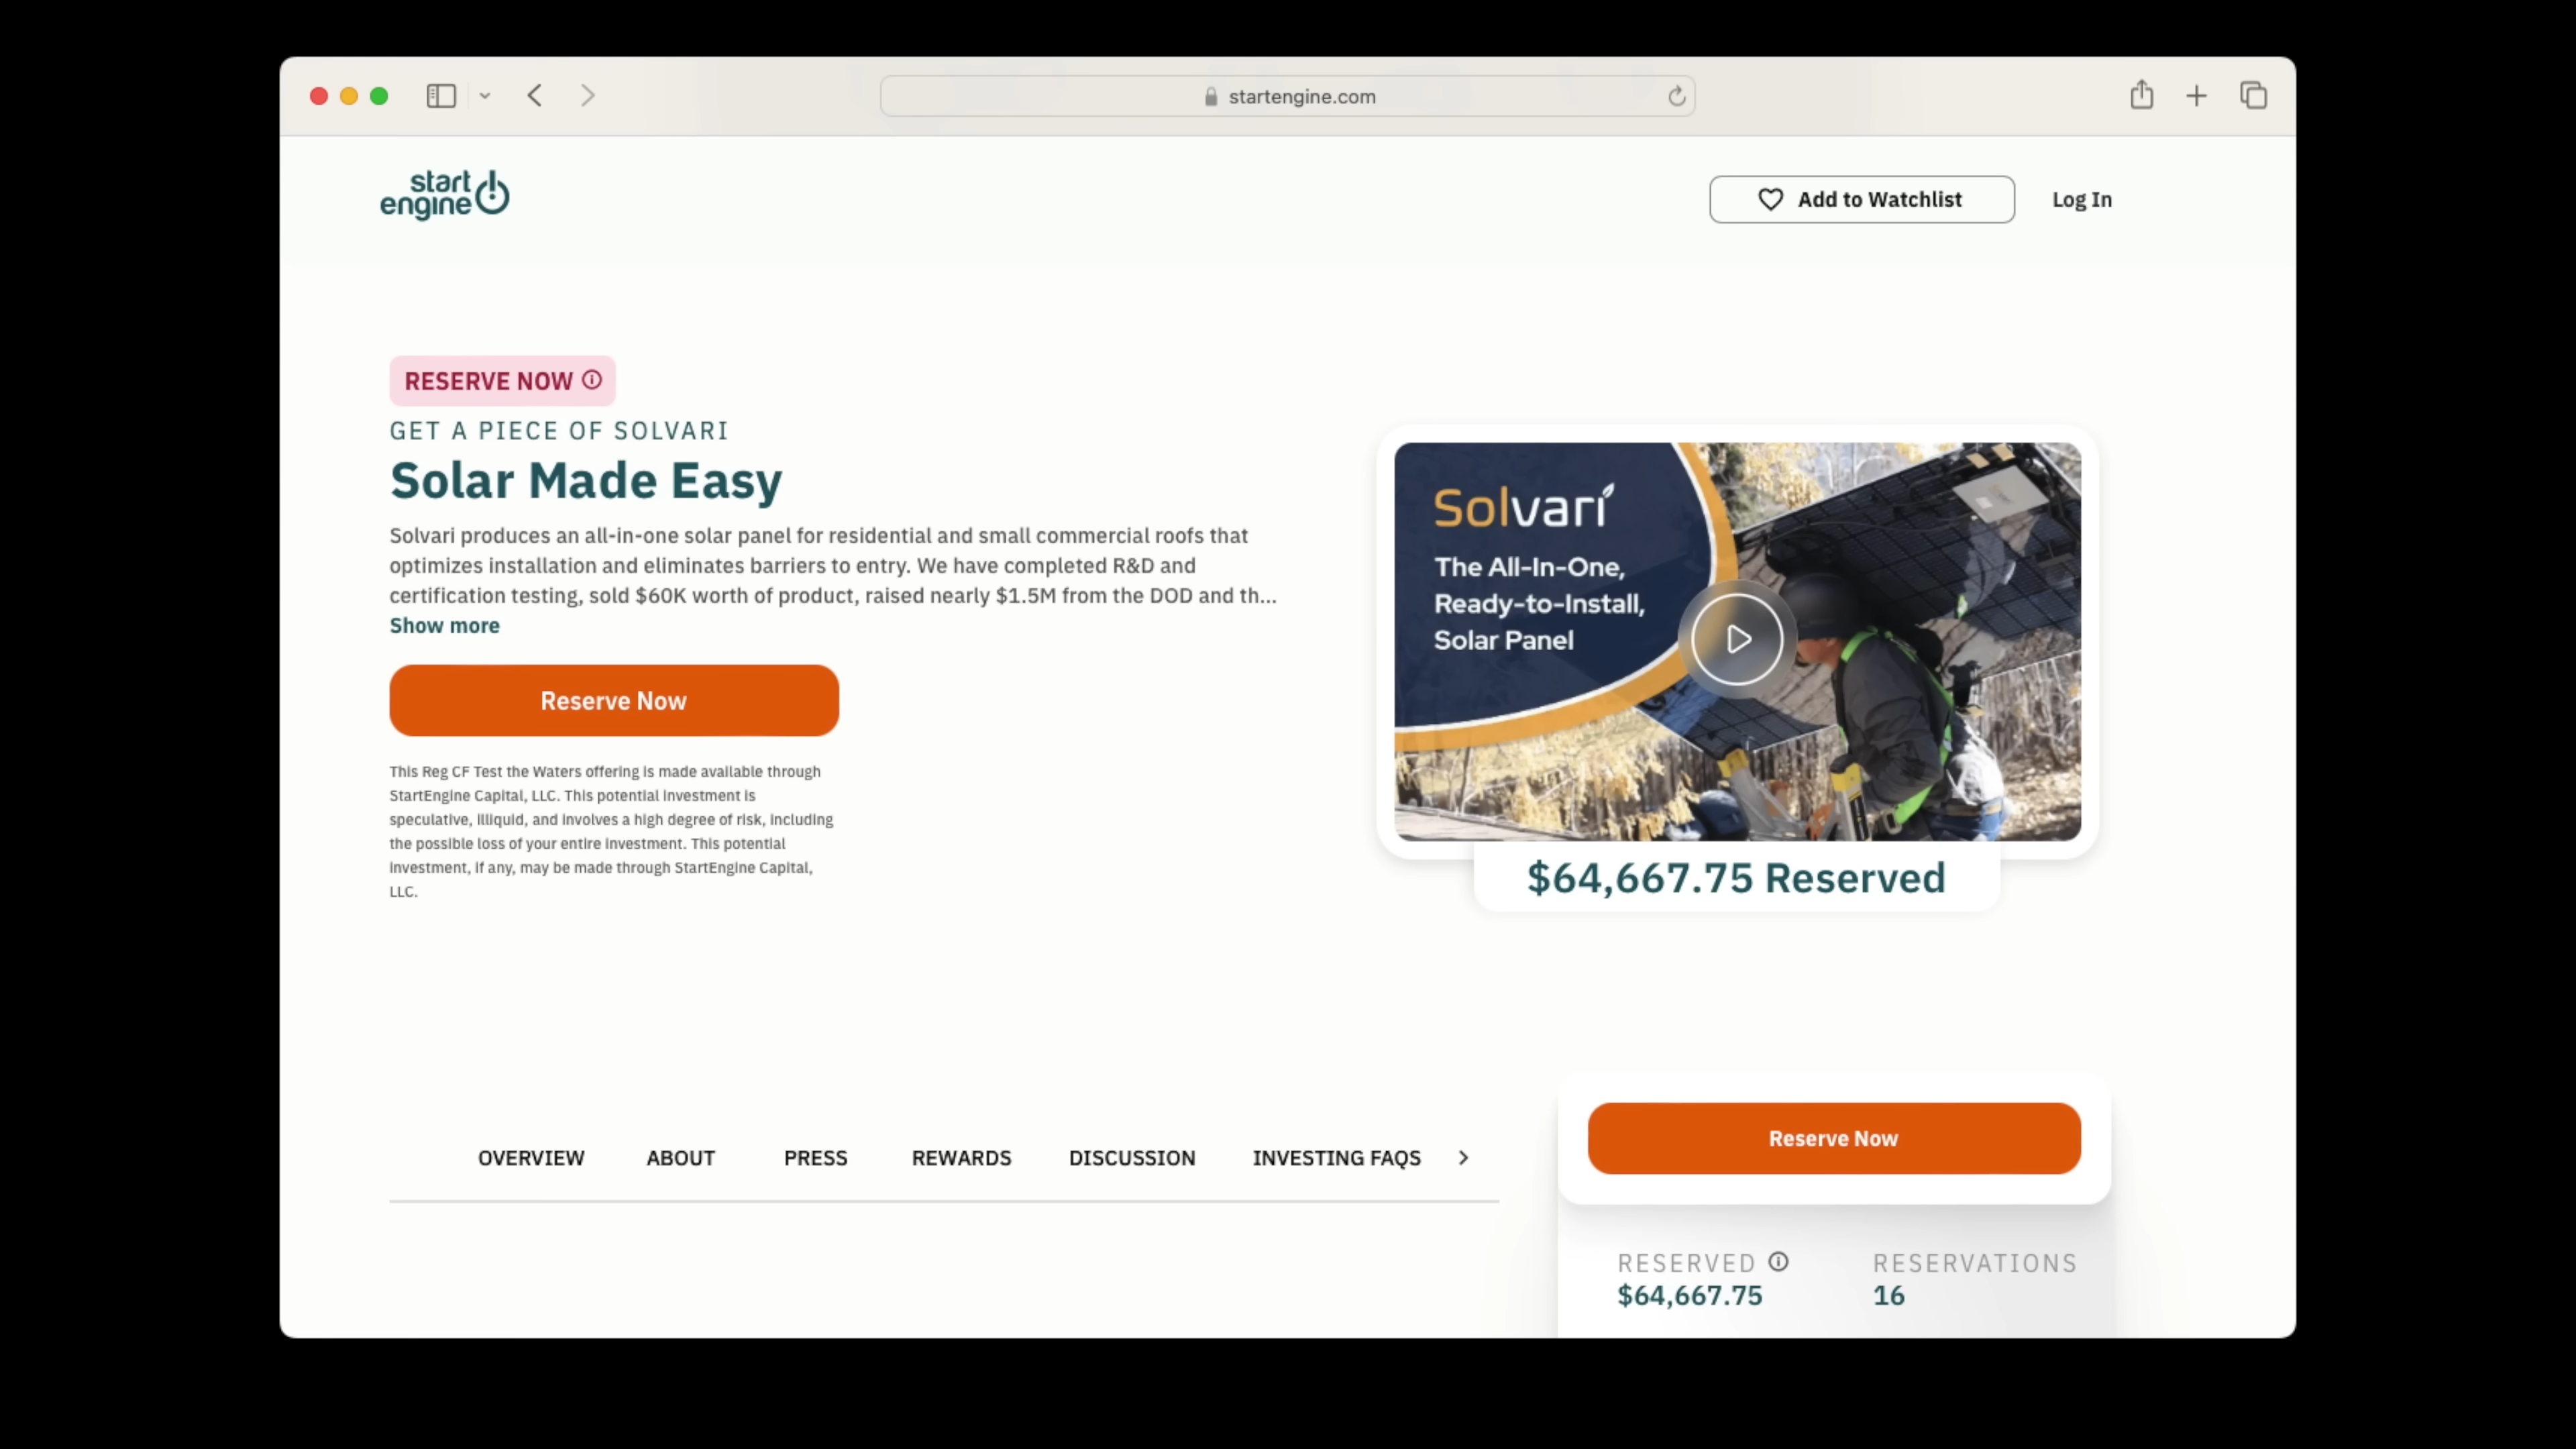 startengine.com
start
engine
Add to Watchlist
Log In
RESERVE NOW
GET A PIECE OF SOLVARI
Solar Made Easy
Solvari produces an all-in-one solar panel for residential and small commercial roofs that
optimizes installation and eliminates barriers to entry. We have completed R&D and
certification testing, sold $60K worth of product, raised nearly $1.5M from the DOD and th...
Show more
Reserve Now
This Reg CF Test the Waters offering is made available through
StartEngine Capital, LLC. This potential investment is
speculative, illiquid, and involves a high degree of risk, including
the possible loss of your entire investment. This potential
investment, if any, may be made through StartEngine Capital,
LLC.
Solvari
The All-In-One,
Ready-to-Install,
Solar Panel
$64,667.75 Reserved
OVERVIEW
ABOUT
PRESS
REWARDS
DISCUSSION
INVESTING FAQS
Reserve Now
RESERVED
RESERVATIONS
$64,667.75
16